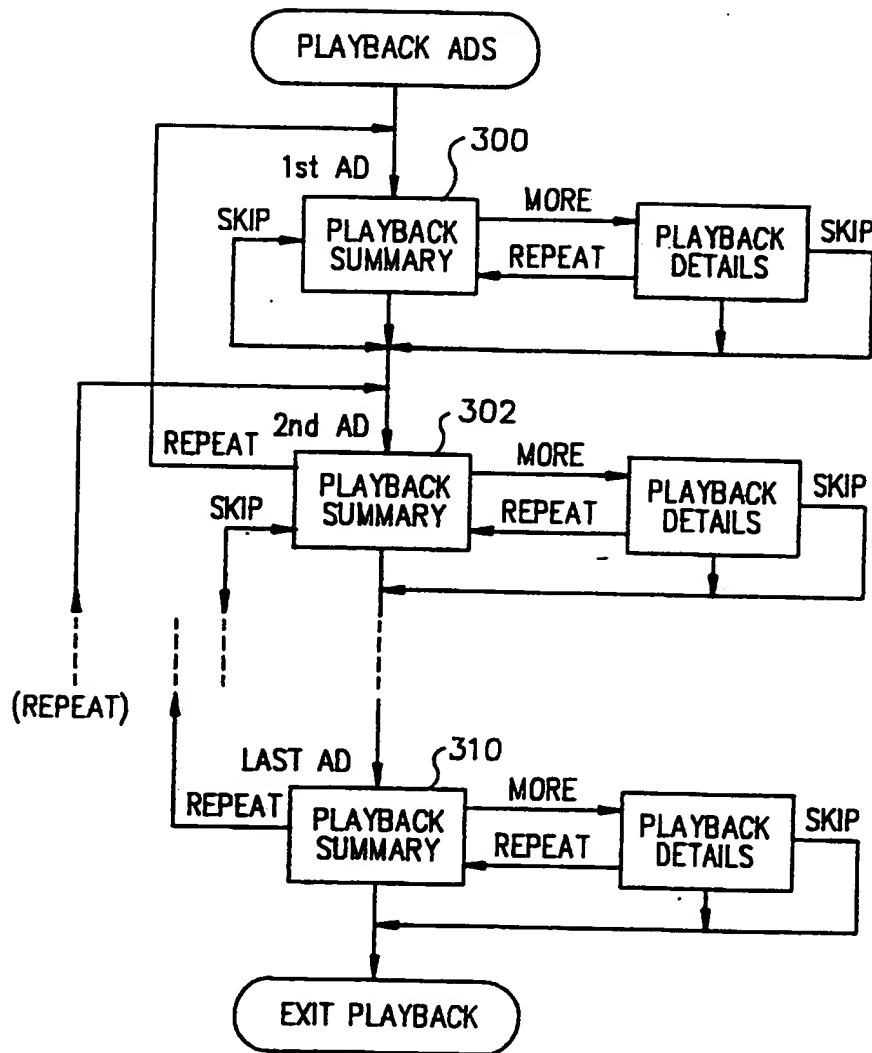 PLAYBACK ADS
300
1st AD
MORE
SKIP
PLAYBACK
SUMMARY
REPEAT
PLAYBACK
DETAILS
SKIP
302
2nd AD
REPEAT
MORE
SKIP
PLAYBACK
SUMMARY
REPEAT
PLAYBACK
DETAILS
SKIP
(REPEAT)
310
LAST AD
REPEAT
MORE
PLAYBACK
SUMMARY
REPEAT
PLAYBACK
DETAILS
SKIP
EXIT PLAYBACK